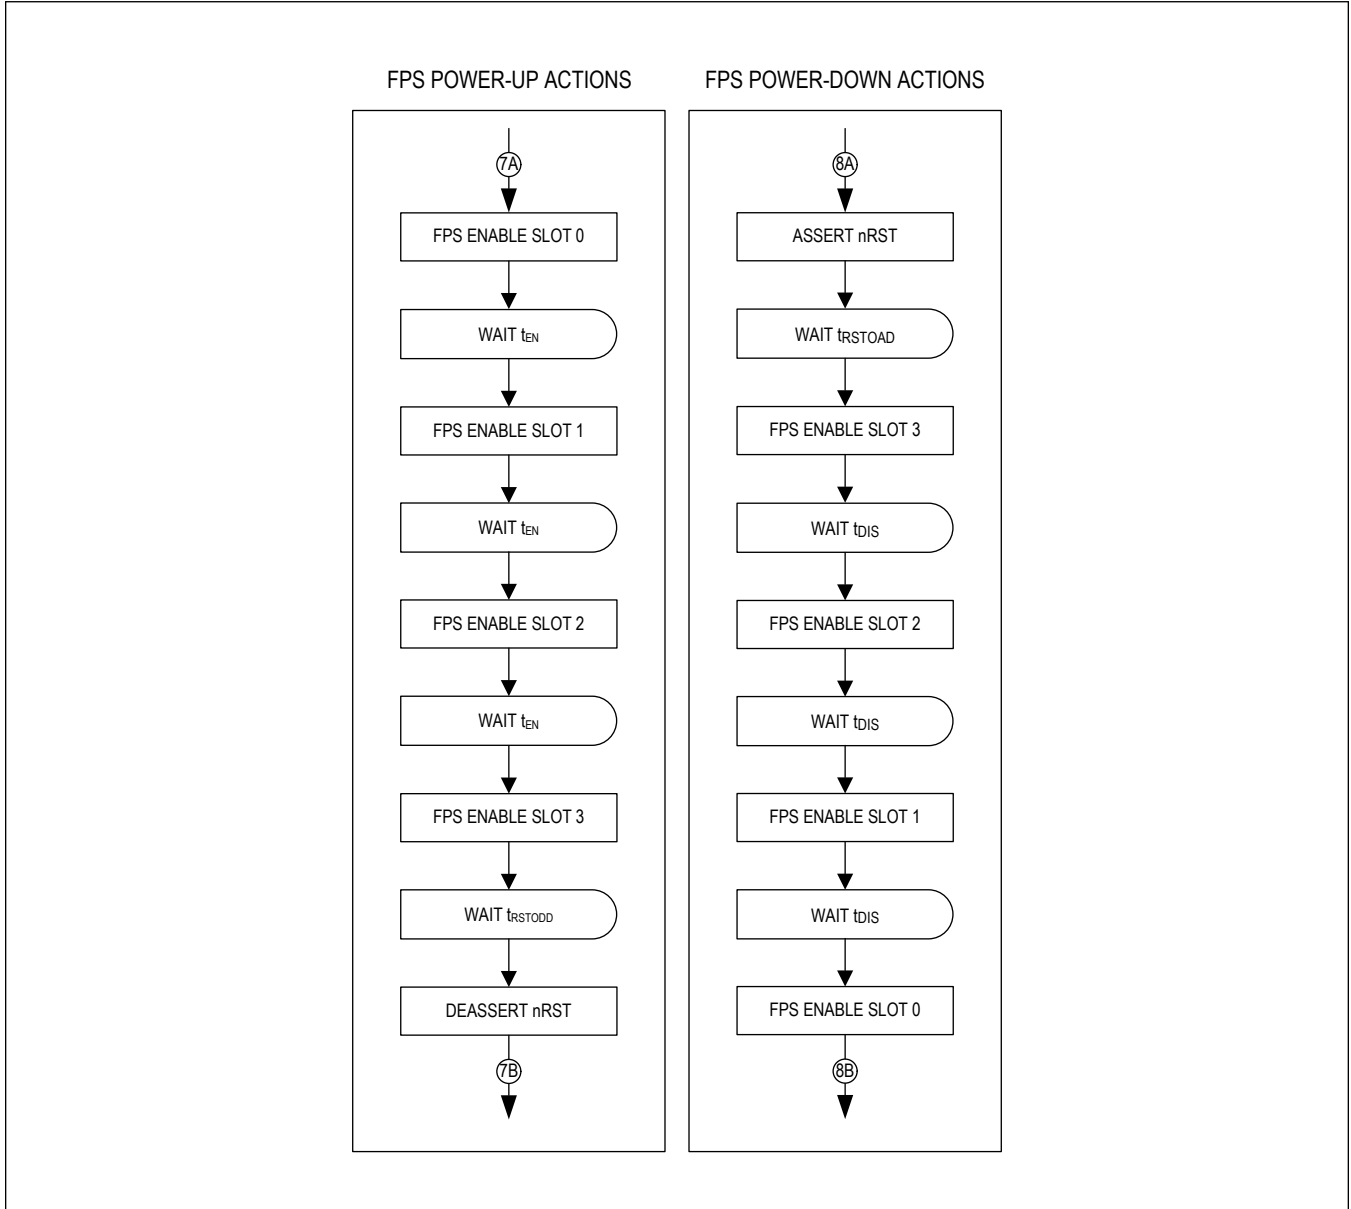 FPS POWER-UP ACTIONS
7A
FPS ENABLE SLOT 0
WAIT tEN
FPS ENABLE SLOT 1
WAIT tEN
FPS ENABLE SLOT 2
WAIT tEN
FPS ENABLE SLOT 3
WAIT tRSTODD
DEASSERT nRST
7B
FPS POWER-DOWN ACTIONS
8A
ASSERT nRST
WAIT tRSTOAD
FPS ENABLE SLOT 3
WAIT tDIS
FPS ENABLE SLOT 2
WAIT tDIS
FPS ENABLE SLOT 1
WAIT tDIS
FPS ENABLE SLOT 0
8B